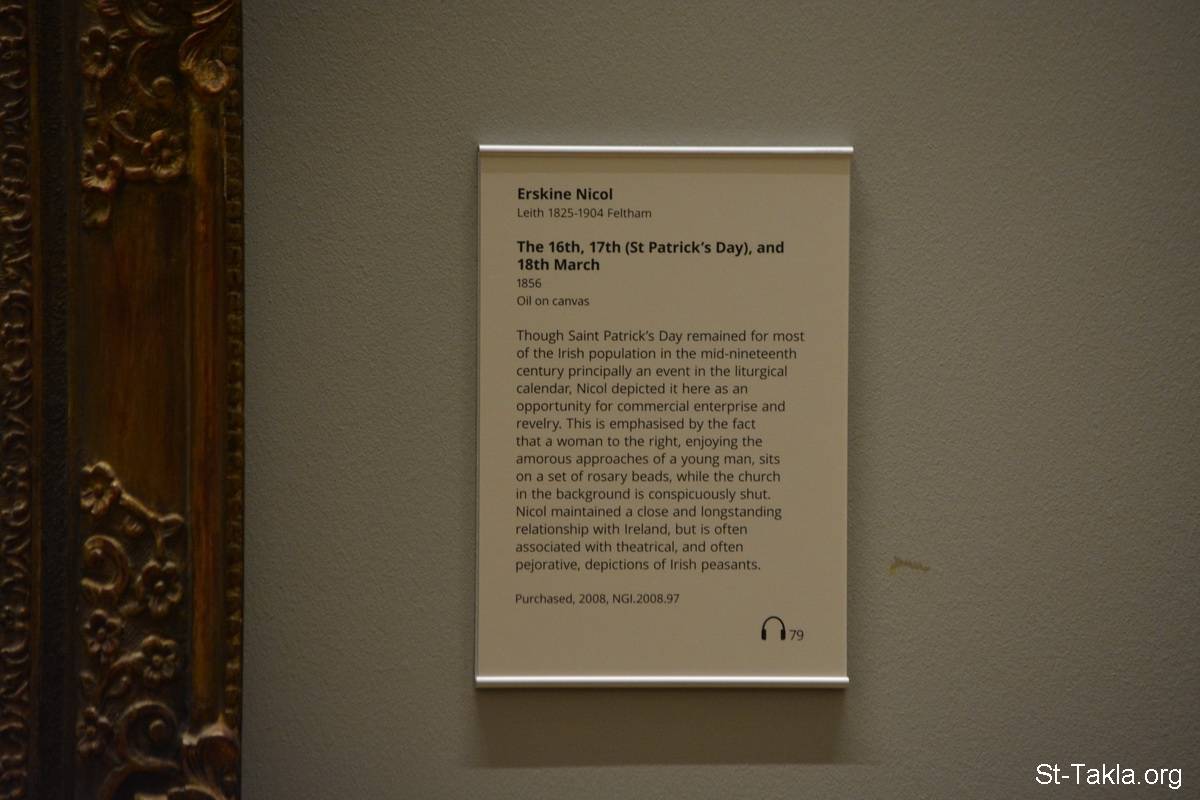 Erskine Nicol
Leith 1825-1904 Feltham
The 16th, 17th (St Patrick's Day), and
18th March
1856
Oil on canvas
Though Saint Patrick's Day remained for most
of the Irish population in the mid-nineteenth
century principally an event in the liturgical
calendar, Nicol depicted it here as an
opportunity for commercial enterprise and
revelry. This is emphasised by the fact
that a woman to the right, enjoying the
amorous approaches of a young man, sits
on a set of rosary beads, while the church
in the background is conspicuously shut.
Nicol maintained a close and longstanding
relationship with Ireland, but is often
associated with theatrical, and often
pejorative, depictions of Irish peasants.
Purchased, 2008, NGI.2008.97
79
St-Takla.org